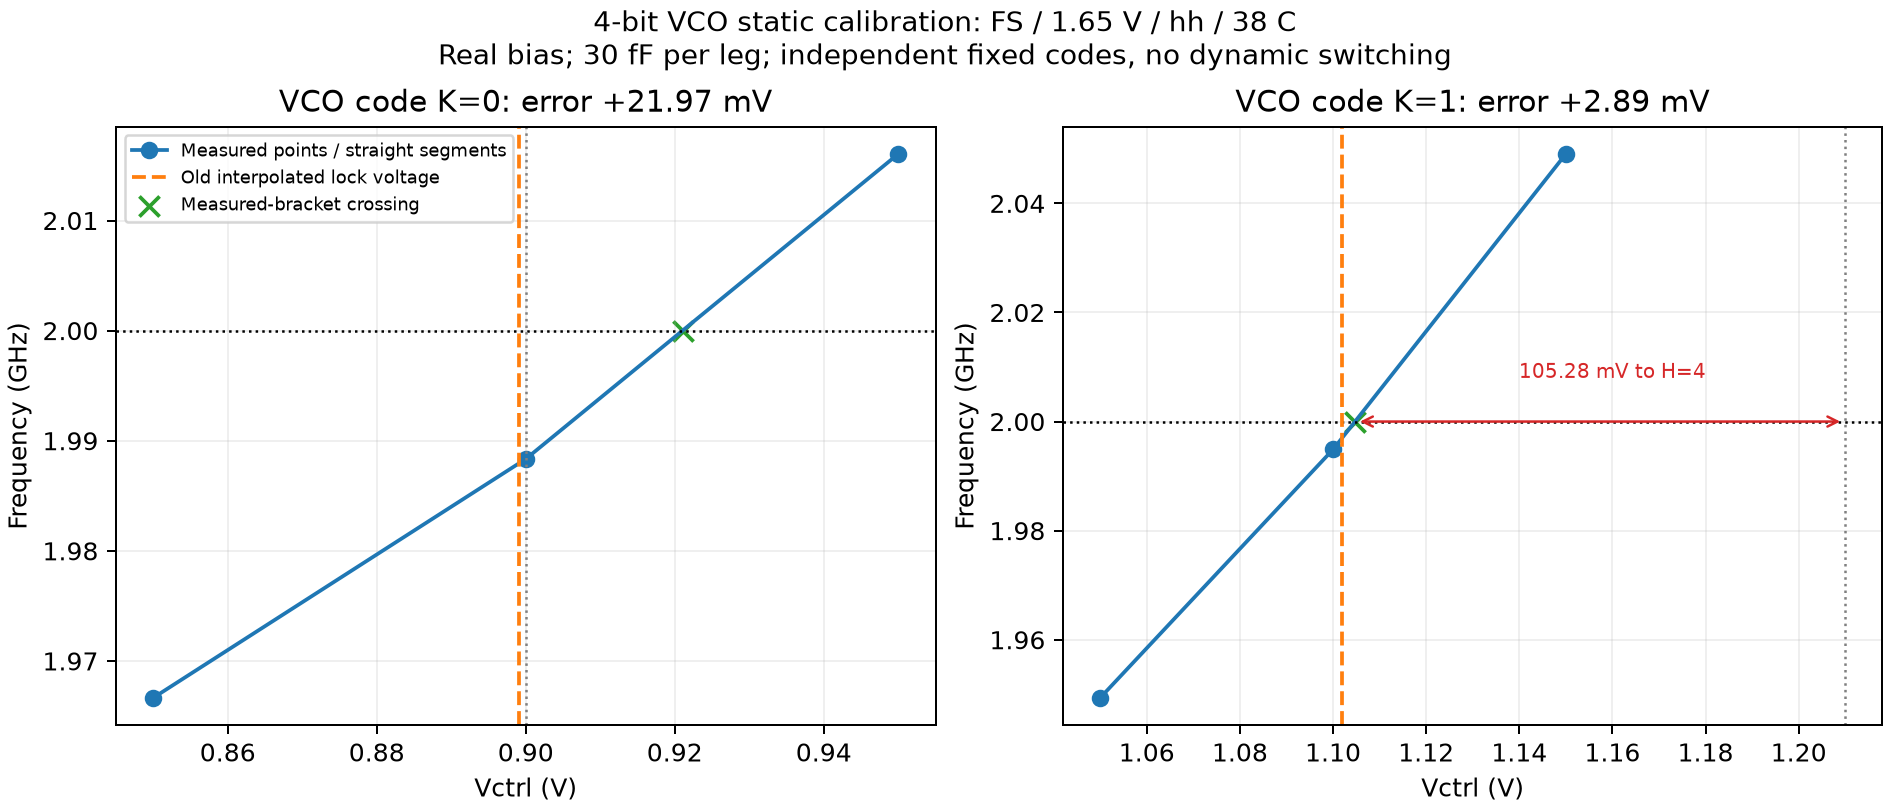 4-bit VCO static calibration: FS / 1.65 V / hh / 38 C
Real bias; 30 fF per leg; independent fixed codes, no dynamic switching
VCO code K=0: error +21.97 mV
Measured points / straight segments
Old interpolated lock voltage
Measured-bracket crossing
Frequency (GHz)
2.01
2.00
1.99
1.98
1.97
0.86 0.88 0.90 0.92 0.94
Vctrl (V)
VCO code K=1: error +2.89 mV
105.28 mV to H=4
Frequency (GHz)
2.04
2.02
2.00
1.98
1.96
1.06 1.08 1.10 1.12 1.14 1.16 1.18 1.20
Vctrl (V)